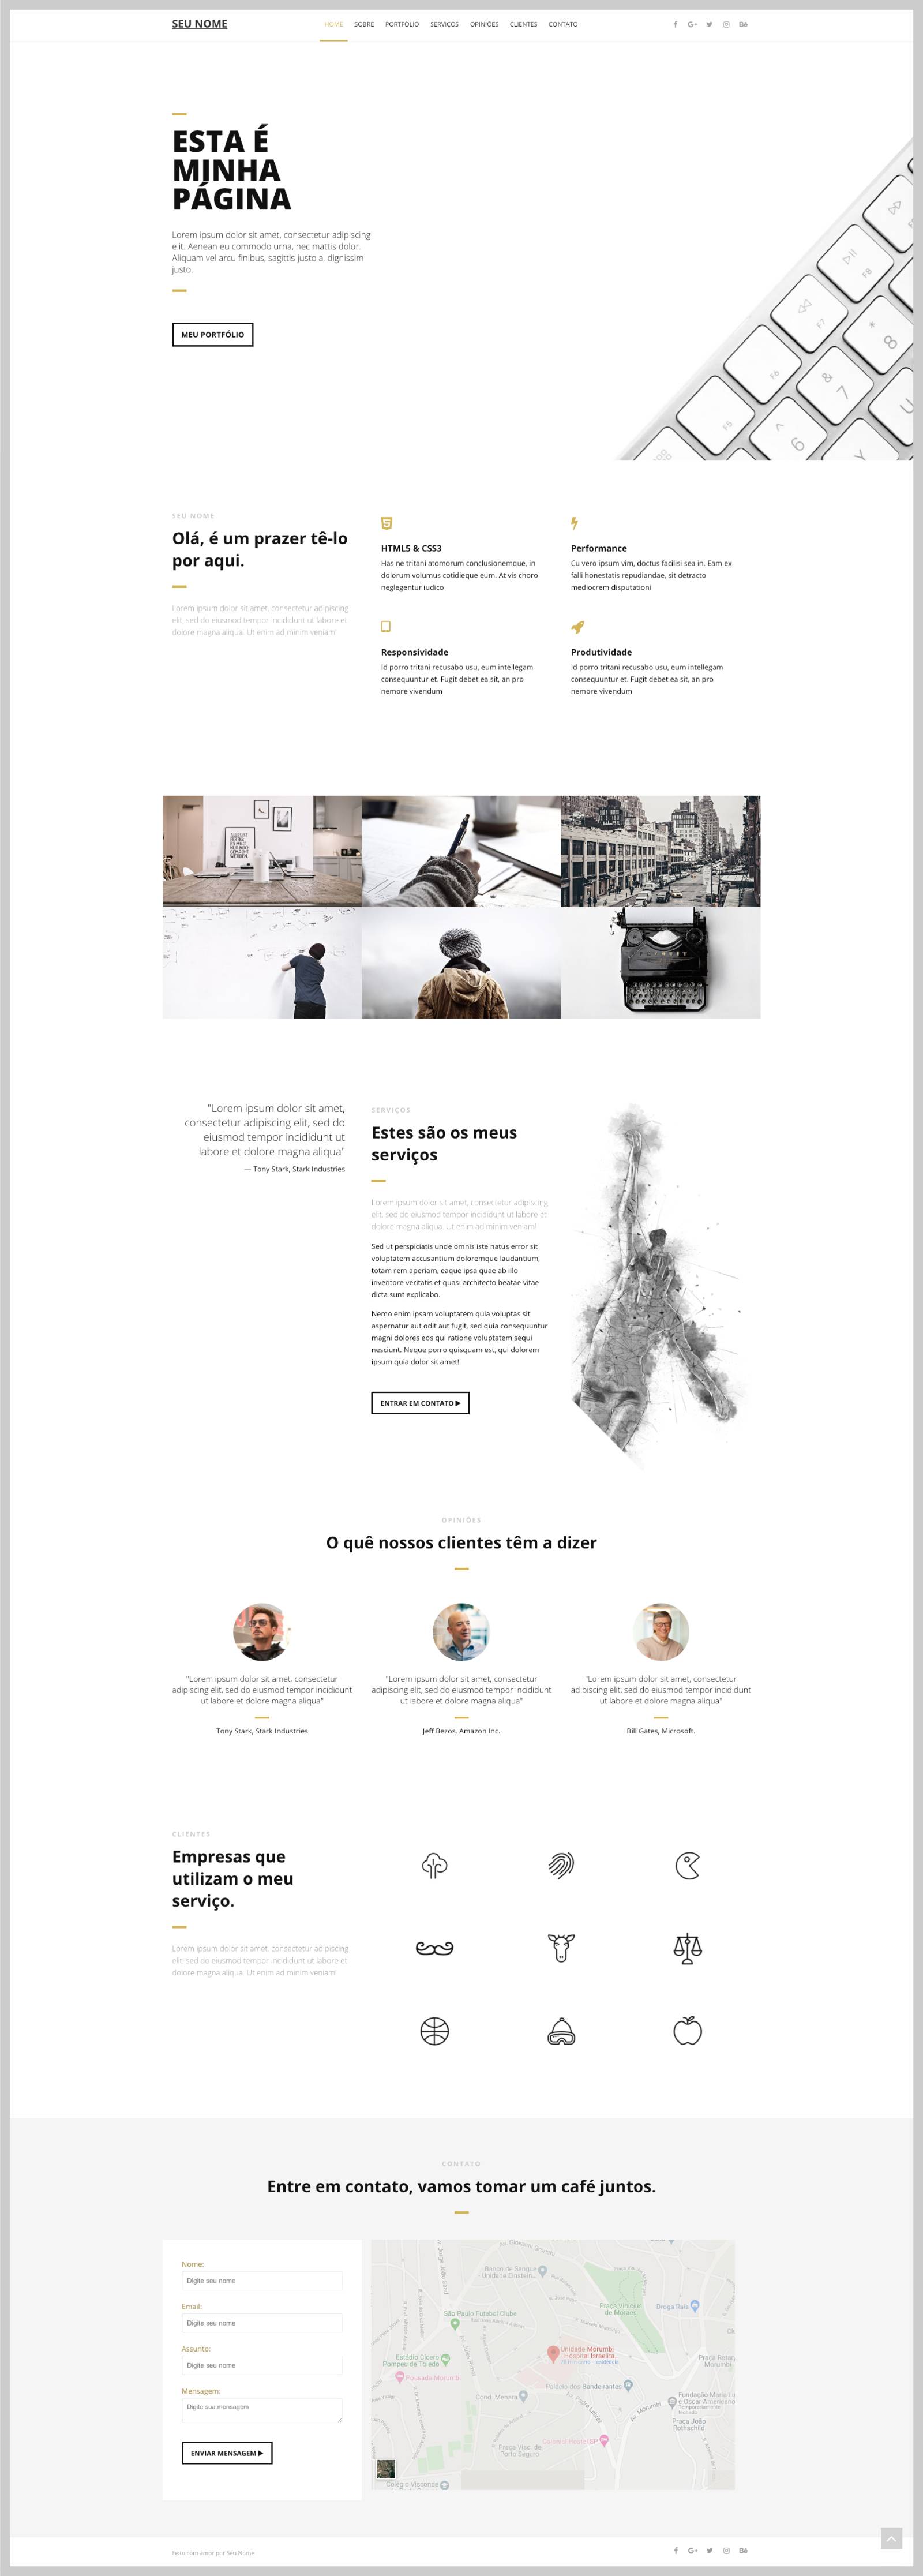 SEU NOME
HOME SOBRE PORTFÓLIO SERVIÇOS OPINIÕES CLIENTES CONTATO
ESTA É
MINHA
PÁGINA
Lorem ipsum dolor sit amet, consectetur adipiscing
elit. Aenean eu commodo urna, nec mattis dolor.
Aliquam vel arcu finibus, sagittis justo a, dignissim
justo.
MEU PORTFÓLIO
F8
F7
F6
F5
*
8
&
7
^
6
U
Y
SEU NOME
Olá, é um prazer tê-lo
por aqui.
Lorem ipsum dolor sit amet, consectetur adipiscing
elit, sed do eiusmod tempor incididunt ut labore et
dolore magna aliqua. Ut enim ad minim veniam!
HTML5 & CSS3
Has ne tritani atomorum conclusionemque, in
dolorum volumus cotidieque eum. At vis choro
neglegentur iudico
Performance
Cu vero ipsum vim, doctus facilisi sea in. Eam ex
falli honestatis repudiandae, sit detracto
mediocrem disputationi
Responsividade
Id porro tritani recusabo usu, eum intellegam
consequuntur et. Fugit debet ea sit, an pro
nemore vivendum
Produtividade
Id porro tritani recusabo usu, eum intellegam
consequuntur et. Fugit debet ea sit, an pro
nemore vivendum
"Lorem ipsum dolor sit amet,
consectetur adipiscing elit, sed do
eiusmod tempor incididunt ut
labore et dolore magna aliqua"
— Tony Stark, Stark Industries
SERVIÇOS
Estes são os meus
serviços
Lorem ipsum dolor sit amet, consectetur adipiscing
elit, sed do eiusmod tempor incididunt ut labore et
dolore magna aliqua. Ut enim ad minim veniam!
Sed ut perspiciatis unde omnis iste natus error sit
voluptatem accusantium doloremque laudantium,
totam rem aperiam, eaque ipsa quae ab illo
inventore veritatis et quasi architecto beatae vitae
dicta sunt explicabo.
Nemo enim ipsam voluptatem quia voluptas sit
aspernatur aut odit aut fugit, sed quia consequuntur
magni dolores eos qui ratione voluptatem sequi
nesciunt. Neque porro quisquam est, qui dolorem
ipsum quia dolor sit amet!
ENTRAR EM CONTATO
OPINIÕES
O quê nossos clientes têm a dizer
"Lorem ipsum dolor sit amet, consectetur
adipiscing elit, sed do eiusmod tempor incididunt
ut labore et dolore magna aliqua"
Tony Stark, Stark Industries
"Lorem ipsum dolor sit amet, consectetur
adipiscing elit, sed do eiusmod tempor incididunt
ut labore et dolore magna aliqua"
Jeff Bezos, Amazon Inc.
"Lorem ipsum dolor sit amet, consectetur
adipiscing elit, sed do eiusmod tempor incididunt
ut labore et dolore magna aliqua"
Bill Gates, Microsoft.
CLIENTES
Empresas que
utilizam o meu
serviço.
Lorem ipsum dolor sit amet, consectetur adipiscing
elit, sed do eiusmod tempor incididunt ut labore et
dolore magna aliqua. Ut enim ad minim veniam!
CONTATO
Entre em contato, vamos tomar um café juntos.
Nome:
Digite seu nome
Email:
Digite seu nome
Assunto:
Digite seu nome
Mensagem:
Digite sua mensagem
ENVIAR MENSAGEM
Banco de Sangue
Unidade Einstein...
Praça Vinicius
de Moraes
Droga Raia
São Paulo Futebol Clube
Unidade Morumbi
Hospital Israelita...
Estádio Cícero
Pompeu de Toledo
Pousada Morumbi
Palácio dos Bandeirantes
Cond. Menara
Fundação Maria Lu
e Oscar Americano
Temporariamente
fechado
Praça João
Rodhschild
Praça Visc. de
Porto Seguro
Colégio Visconde
Feito com amor por Seu Nome